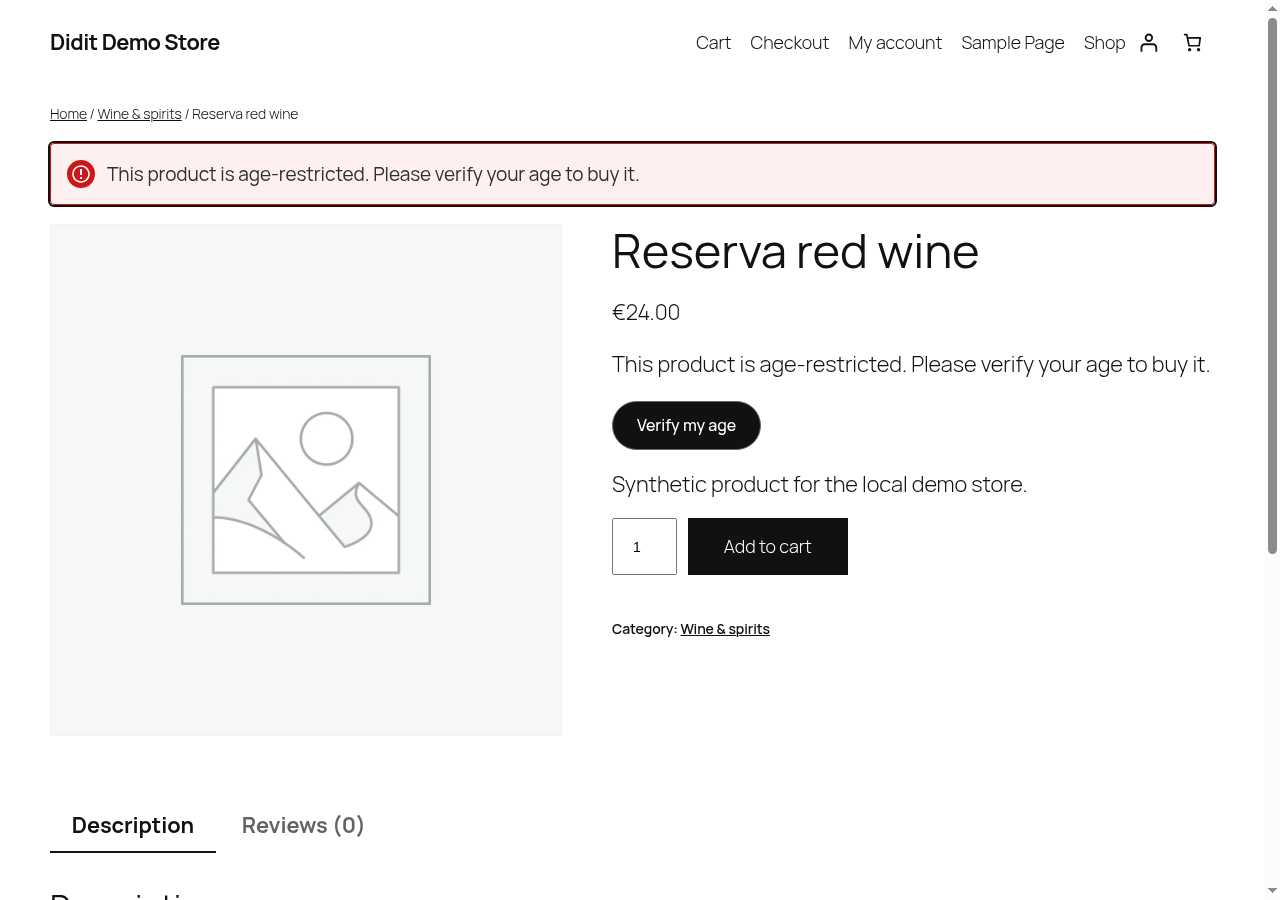 Didit Demo Store
Cart Checkout My account Sample Page Shop
Home / Wine & spirits / Reserva red wine
This product is age-restricted. Please verify your age to buy it.
Reserva red wine
€24.00
This product is age-restricted. Please verify your age to buy it.
Verify my age
Synthetic product for the local demo store.
1 Add to cart
Category: Wine & spirits
Description Reviews (0)